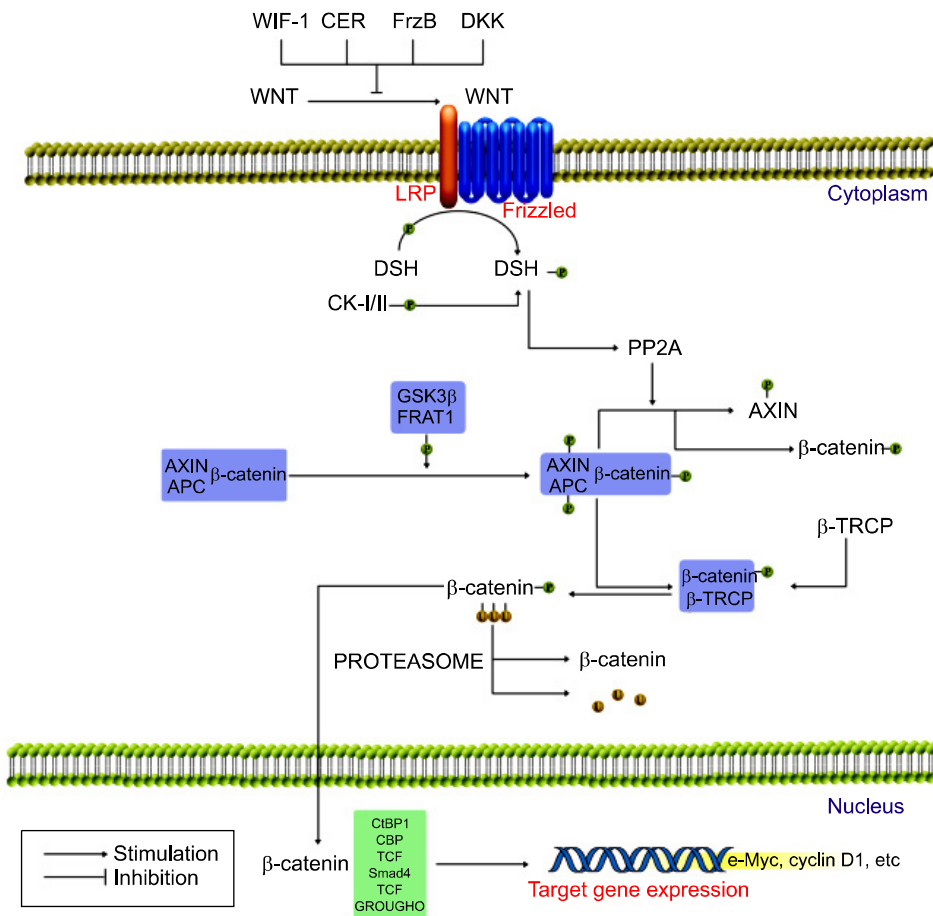 WIF-1 CER FrzB DKK
WNT WNT
LRP
Frizzled
Cytoplasm
P
DSH DSH P
CK-I/II P
PP2A
P
GSK3β
FRAT1
AXIN
P
β-catenin P
P
AXIN β-catenin
APC
AXIN β-catenin P
APC
P
β-TRCP
P
β-catenin
β-TRCP
β-catenin P
U U U
PROTEASOME β-catenin
U U U
Nucleus
Stimulation
Inhibition
β-catenin
CtBP1
CBP
TCF
Smad4
TCF
GROUGHO
e-Myc, cyclin D1, etc
Target gene expression